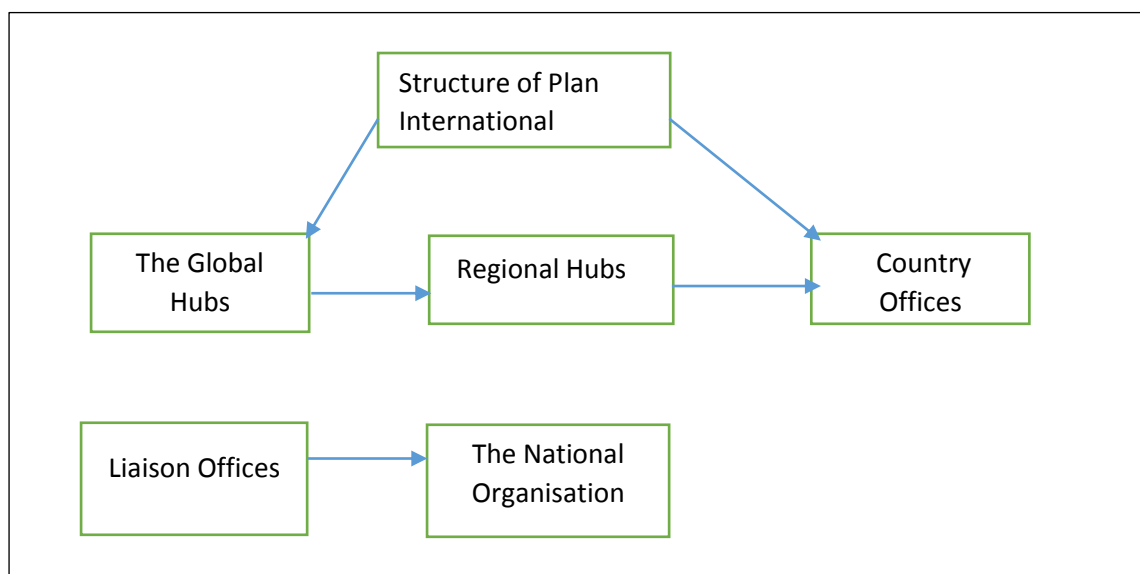 Structure of Plan
International
The Global
Hubs
Regional Hubs
Country
Offices
Liaison Offices
The National
Organisation